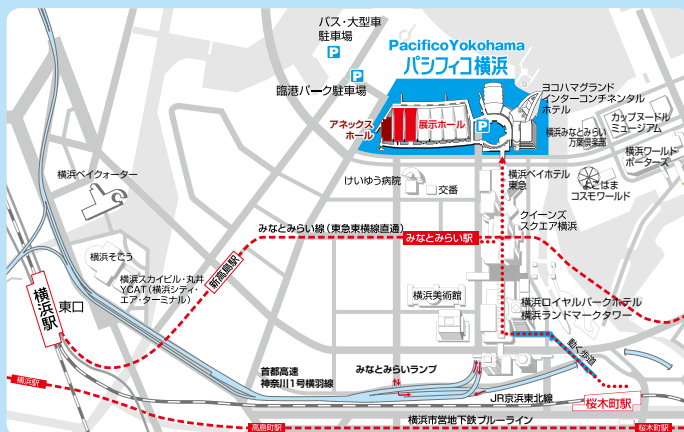 バス・大型車
駐車場
P
P
臨港パーク駐車場
PacificoYokohama
パシフィコ横浜
アネックス
ホール
展示ホール
P
ヨコハマグランド
インターコンチネンタル
ホテル
カップヌードル
ミュージアム
横浜みなとみらい
万葉倶楽部
横浜ワールド
ポーターズ
よこはま
コスモワールド
けいゆう病院
交番
横浜ベイホテル
東急
クイーンズ
スクエア横浜
横浜ベイクォーター
みなとみらい線(東急東横線直通)
みなとみらい駅
新高島駅
横浜そごう
横浜スカイビル・丸井
YCAT(横浜シティ・
エア・ターミナル)
横浜駅
東口
横浜美術館
横浜ロイヤルパークホテル
横浜ランドマークタワー
動く歩道
首都高速
神奈川1号横羽線
みなとみらいランプ
JR京浜東北線
桜木町駅
横浜駅
高島町駅
横浜市営地下鉄ブルーライン
桜木町駅